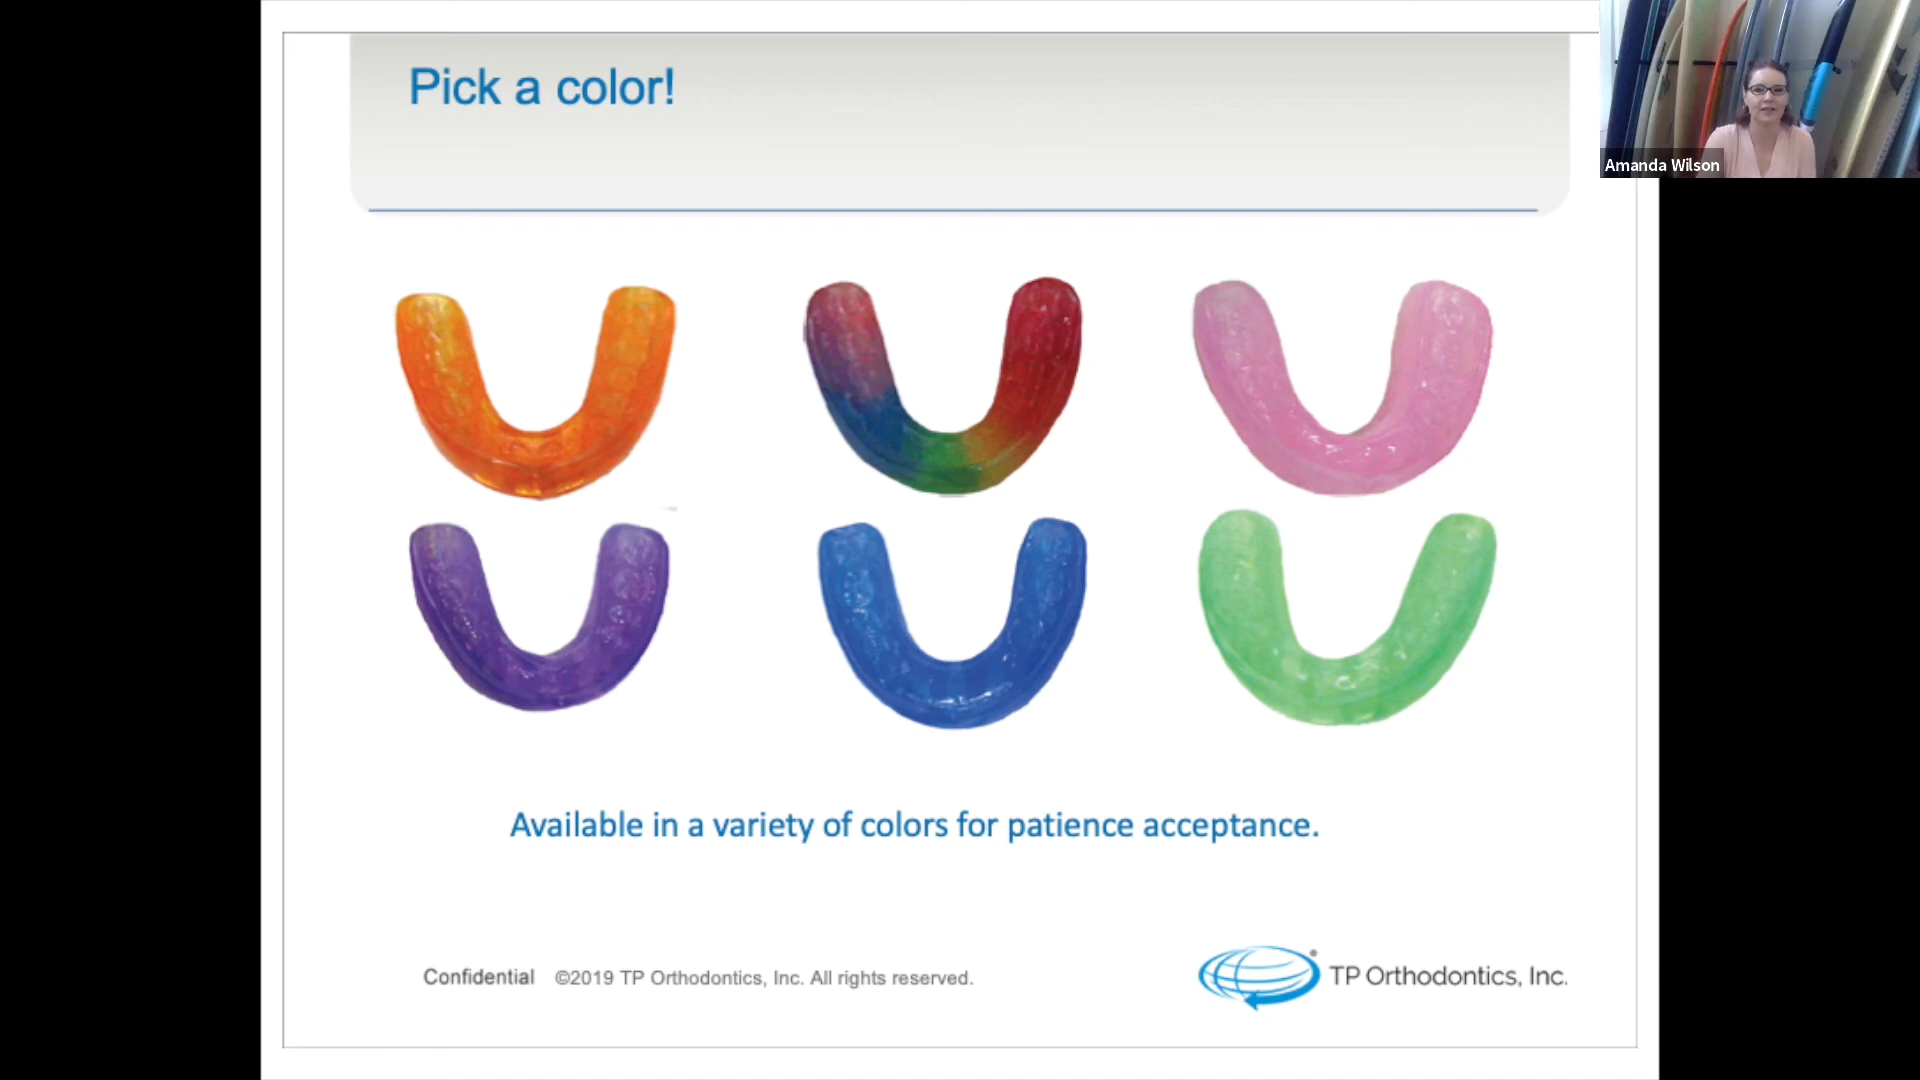 Pick a color!
Amanda Wilson
Available in a variety of colors for patience acceptance.
Confidential ©2019 TP Orthodontics, Inc. All rights reserved.
® TP Orthodontics, Inc.